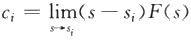 $c_i = \lim_{s \to s_i} (s - s_i) F(s)$